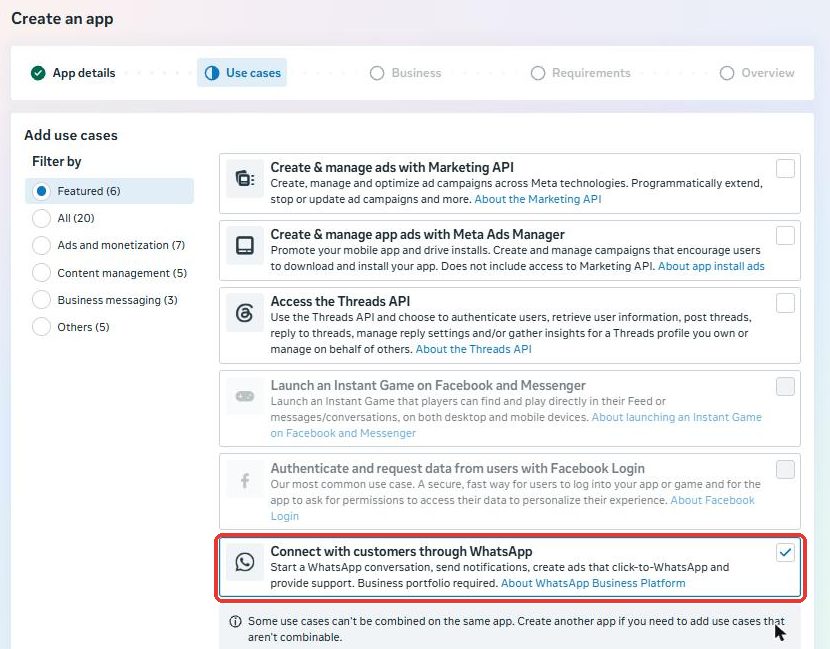 Create an app
App details
Use cases
Business
Requirements
Overview
Add use cases
Filter by
Featured (6)
All (20)
Ads and monetization (7)
Content management (5)
Business messaging (3)
Others (5)
Create & manage ads with Marketing API
Create, manage and optimize ad campaigns across Meta technologies. Programmatically extend,
stop or update ad campaigns and more. About the Marketing API
Create & manage app ads with Meta Ads Manager
Promote your mobile app and drive installs. Create and manage campaigns that encourage users
to download and install your app. Does not include access to Marketing API. About app install ads
Access the Threads API
Use the Threads API and choose to authenticate users, retrieve user information, post threads,
reply to threads, manage reply settings and/or gather insights for a Threads profile you own or
manage on behalf of others. About the Threads API
Launch an Instant Game on Facebook and Messenger
Launch an Instant Game that players can find and play directly in their Feed or
messages/conversations, on both desktop and mobile devices. About launching an Instant Game
on Facebook and Messenger
Authenticate and request data from users with Facebook Login
Our most common use case. A secure, fast way for users to log into your app or game and for the
app to ask for permissions to access their data to personalize their experience. About Facebook
Login
Connect with customers through WhatsApp
Start a WhatsApp conversation, send notifications, create ads that click-to-WhatsApp and
provide support. Business portfolio required. About WhatsApp Business Platform
Some use cases can't be combined on the same app. Create another app if you need to add use cases that
aren't combinable.